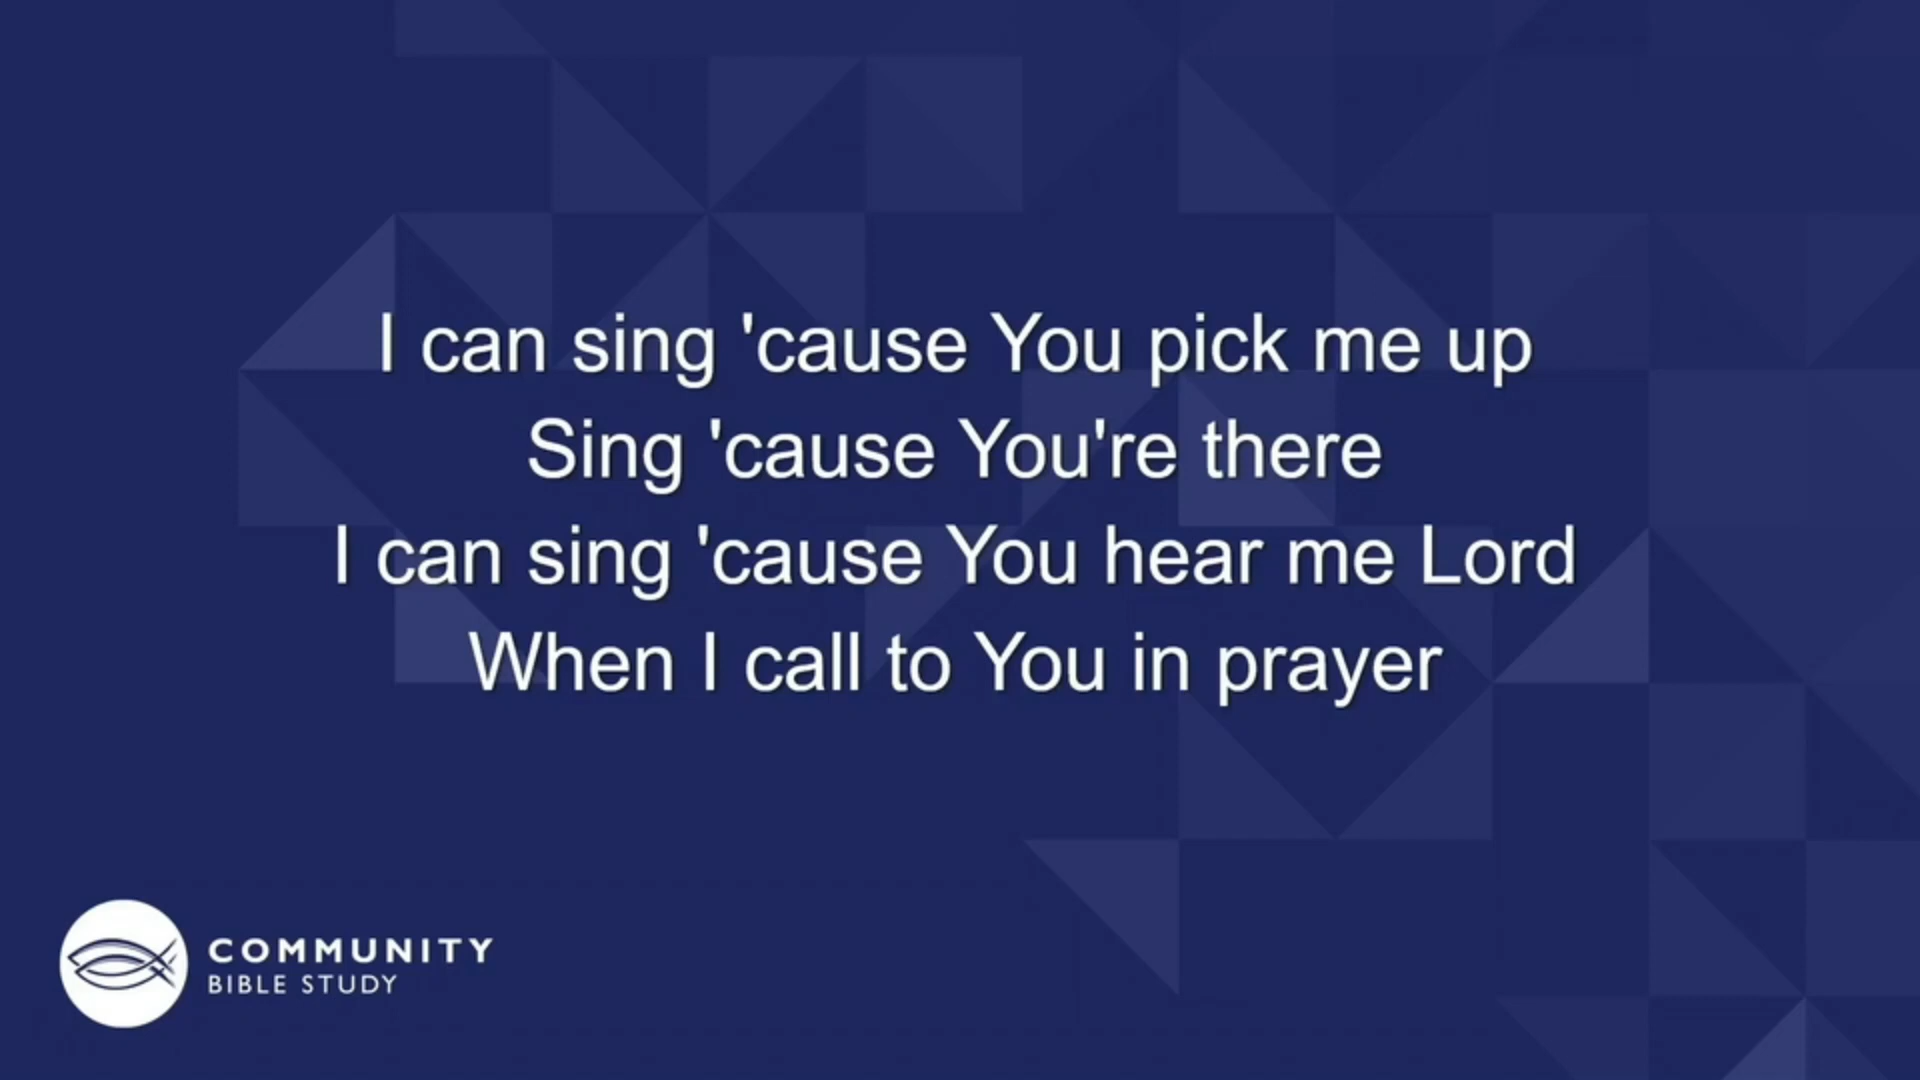 I can sing 'cause You pick me up
Sing 'cause You're there
I can sing 'cause You hear me Lord
When I call to You in prayer
COMMUNITY
BIBLE STUDY